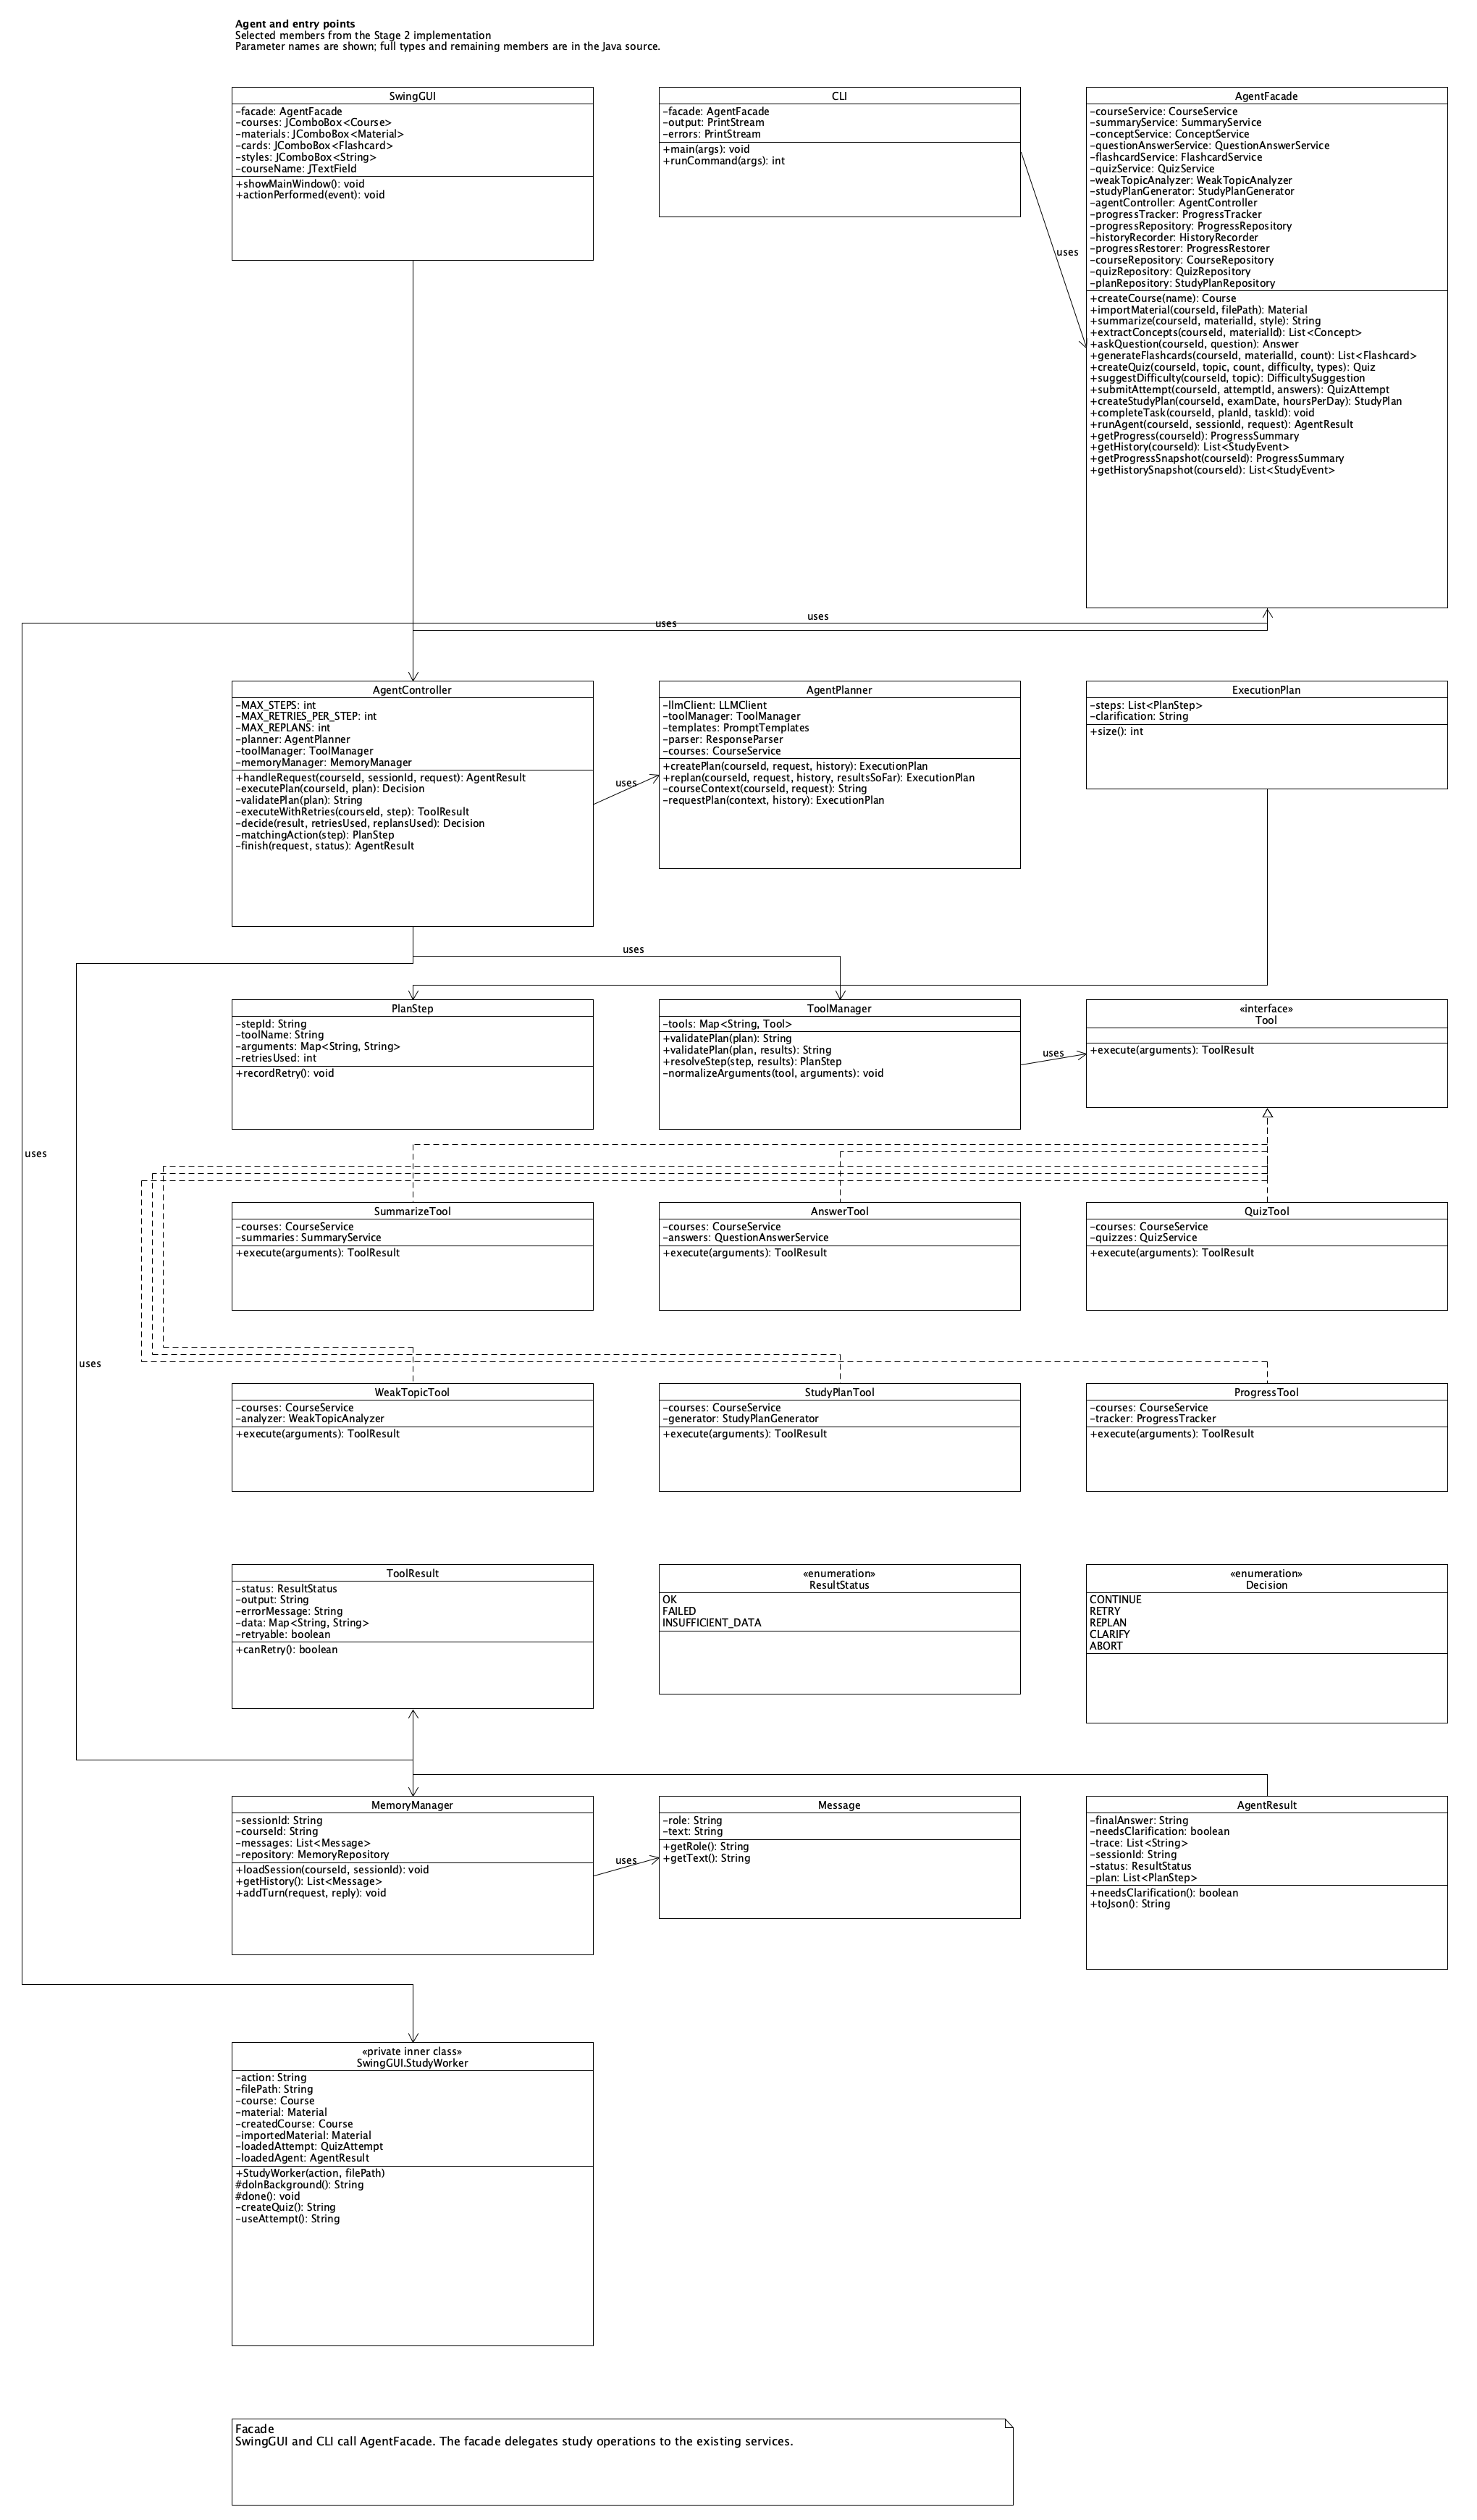 Agent and entry points
Selected members from the Stage 2 implementation
Parameter names are shown; full types and remaining members are in the Java source.
SwingGUI
-facade: AgentFacade
-courses: JComboBox<Course>
-materials: JComboBox<Material>
-cards: JComboBox<Flashcard>
-styles: JComboBox<String>
-courseName: JTextField
+showMainWindow(): void
+actionPerformed(event): void
CLI
-facade: AgentFacade
-output: PrintStream
-errors: PrintStream
+main(args): void
+runCommand(args): int
AgentFacade
-courseService: CourseService
-summaryService: SummaryService
-conceptService: ConceptService
-questionAnswerService: QuestionAnswerService
-flashcardService: FlashcardService
-quizService: QuizService
-weakTopicAnalyzer: WeakTopicAnalyzer
-studyPlanGenerator: StudyPlanGenerator
-agentController: AgentController
-progressTracker: ProgressTracker
-progressRepository: ProgressRepository
-historyRecorder: HistoryRecorder
-progressRestorer: ProgressRestorer
-courseRepository: CourseRepository
-quizRepository: QuizRepository
-planRepository: StudyPlanRepository
+createCourse(name): Course
+importMaterial(courseId, filePath): Material
+summarize(courseId, materialId, style): String
+extractConcepts(courseId, materialId): List<Concept>
+askQuestion(courseId, question): Answer
+generateFlashcards(courseId, materialId, count): List<Flashcard>
+createQuiz(courseId, topic, count, difficulty, types): Quiz
+suggestDifficulty(courseId, topic): DifficultySuggestion
+submitAttempt(courseId, attemptId, answers): QuizAttempt
+createStudyPlan(courseId, examDate, hoursPerDay): StudyPlan
+completeTask(courseId, planId, taskId): void
+runAgent(courseId, sessionId, request): AgentResult
+getProgress(courseId): ProgressSummary
+getHistory(courseId): List<StudyEvent>
+getProgressSnapshot(courseId): ProgressSummary
+getHistorySnapshot(courseId): List<StudyEvent>
uses
uses
uses
AgentController
-MAX_STEPS: int
-MAX_RETRIES_PER_STEP: int
-MAX_REPLANS: int
-planner: AgentPlanner
-toolManager: ToolManager
-memoryManager: MemoryManager
+handleRequest(courseId, sessionId, request): AgentResult
-executePlan(courseId, plan): Decision
-validatePlan(plan): String
-executeWithRetries(courseId, step): ToolResult
-decide(result, retriesUsed, replansUsed): Decision
-matchingAction(step): PlanStep
-finish(request, status): AgentResult
uses
AgentPlanner
-llmClient: LLMClient
-toolManager: ToolManager
-templates: PromptTemplates
-parser: ResponseParser
-courses: CourseService
+createPlan(courseId, request, history): ExecutionPlan
+replan(courseId, request, history, resultsSoFar): ExecutionPlan
-courseContext(courseId, request): String
-requestPlan(context, history): ExecutionPlan
ExecutionPlan
-steps: List<PlanStep>
-clarification: String
+size(): int
uses
PlanStep
-stepId: String
-toolName: String
-arguments: Map<String, String>
-retriesUsed: int
+recordRetry(): void
ToolManager
-tools: Map<String, Tool>
+validatePlan(plan): String
+validatePlan(plan, results): String
+resolveStep(step, results): PlanStep
-normalizeArguments(tool, arguments): void
uses
«interface»
Tool
+execute(arguments): ToolResult
uses
SummarizeTool
-courses: CourseService
-summaries: SummaryService
+execute(arguments): ToolResult
AnswerTool
-courses: CourseService
-answers: QuestionAnswerService
+execute(arguments): ToolResult
QuizTool
-courses: CourseService
-quizzes: QuizService
+execute(arguments): ToolResult
uses
WeakTopicTool
-courses: CourseService
-analyzer: WeakTopicAnalyzer
+execute(arguments): ToolResult
StudyPlanTool
-courses: CourseService
-generator: StudyPlanGenerator
+execute(arguments): ToolResult
ProgressTool
-courses: CourseService
-tracker: ProgressTracker
+execute(arguments): ToolResult
ToolResult
-status: ResultStatus
-output: String
-errorMessage: String
-data: Map<String, String>
-retryable: boolean
+canRetry(): boolean
«enumeration»
ResultStatus
OK
FAILED
INSUFFICIENT_DATA
«enumeration»
Decision
CONTINUE
RETRY
REPLAN
CLARIFY
ABORT
MemoryManager
-sessionId: String
-courseId: String
-messages: List<Message>
-repository: MemoryRepository
+loadSession(courseId, sessionId): void
+getHistory(): List<Message>
+addTurn(request, reply): void
uses
Message
-role: String
-text: String
+getRole(): String
+getText(): String
AgentResult
-finalAnswer: String
-needsClarification: boolean
-trace: List<String>
-sessionId: String
-status: ResultStatus
-plan: List<PlanStep>
+needsClarification(): boolean
+toJson(): String
«private inner class»
SwingGUI.StudyWorker
-action: String
-filePath: String
-course: Course
-material: Material
-createdCourse: Course
-importedMaterial: Material
-loadedAttempt: QuizAttempt
-loadedAgent: AgentResult
+StudyWorker(action, filePath)
#doInBackground(): String
#done(): void
-createQuiz(): String
-useAttempt(): String
Facade
SwingGUI and CLI call AgentFacade. The facade delegates study operations to the existing services.